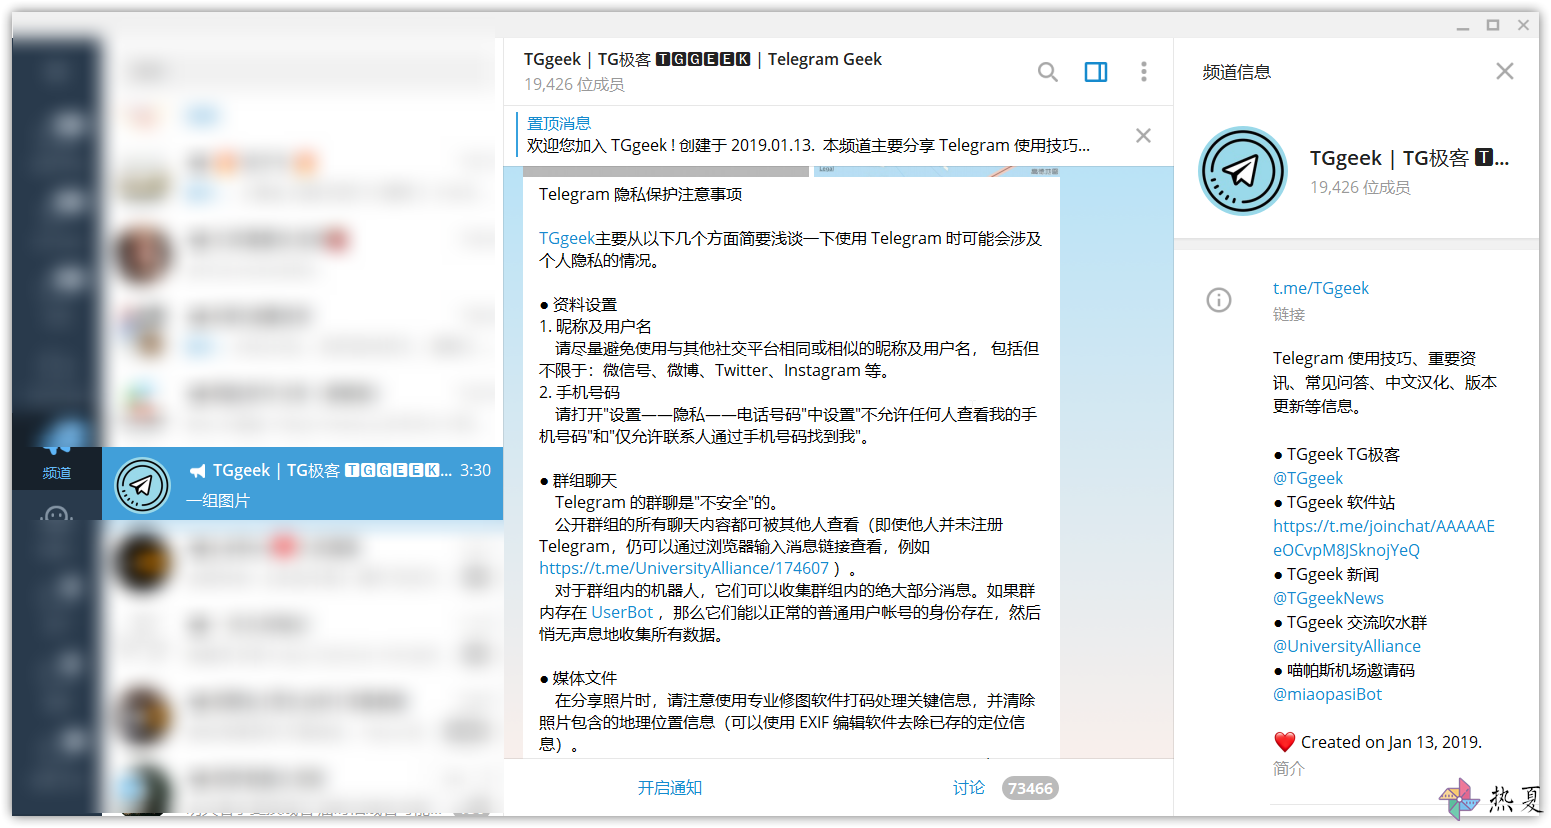 TGgeek | TG极客 🆃🅶🅶🅴🅴🅺 | Telegram Geek
19,426 位成员
置顶消息
欢迎您加入 TGgeek ! 创建于 2019.01.13. 本频道主要分享 Telegram 使用技巧...
Legal
Telegram 隐私保护注意事项
TGgeek主要从以下几个方面简要浅谈一下使用 Telegram 时可能会涉及
个人隐私的情况。
● 资料设置
1. 昵称及用户名
请尽量避免使用与其他社交平台相同或相似的昵称及用户名， 包括但
不限于：微信号、微博、Twitter、Instagram 等。
2. 手机号码
请打开"设置——隐私——电话号码"中设置"不允许任何人查看我的手
机号码"和"仅允许联系人通过手机号码找到我"。
● 群组聊天
Telegram 的群聊是"不安全"的。
公开群组的所有聊天内容都可被其他人查看（即使他人并未注册
Telegram，仍可以通过浏览器输入消息链接查看，例如
https://t.me/UniversityAlliance/174607 ）。
对于群组内的机器人，它们可以收集群组内的绝大部分消息。如果群
内存在 UserBot ，那么它们能以正常的普通用户帐号的身份存在，然后
悄无声息地收集所有数据。
● 媒体文件
在分享照片时，请注意使用专业修图软件打码处理关键信息，并清除
照片包含的地理位置信息（可以使用 EXIF 编辑软件去除已存的定位信
息）。
开启通知
讨论 73466
频道
TGgeek | TG极客 🆃🅶🅶🅴🅴🅺... 3:30
一组图片
频道信息
TGgeek | TG极客 🆃...
19,426 位成员
t.me/TGgeek
链接
Telegram 使用技巧、重要资
讯、常见问答、中文汉化、版本
更新等信息。
● TGgeek TG极客
@TGgeek
● TGgeek 软件站
https://t.me/joinchat/AAAAAE
eOCvpM8JSknojYeQ
● TGgeek 新闻
@TGgeekNews
● TGgeek 交流吹水群
@UniversityAlliance
● 喵帕斯机场邀请码
@miaopasiBot
❤️ Created on Jan 13, 2019.
简介
热夏